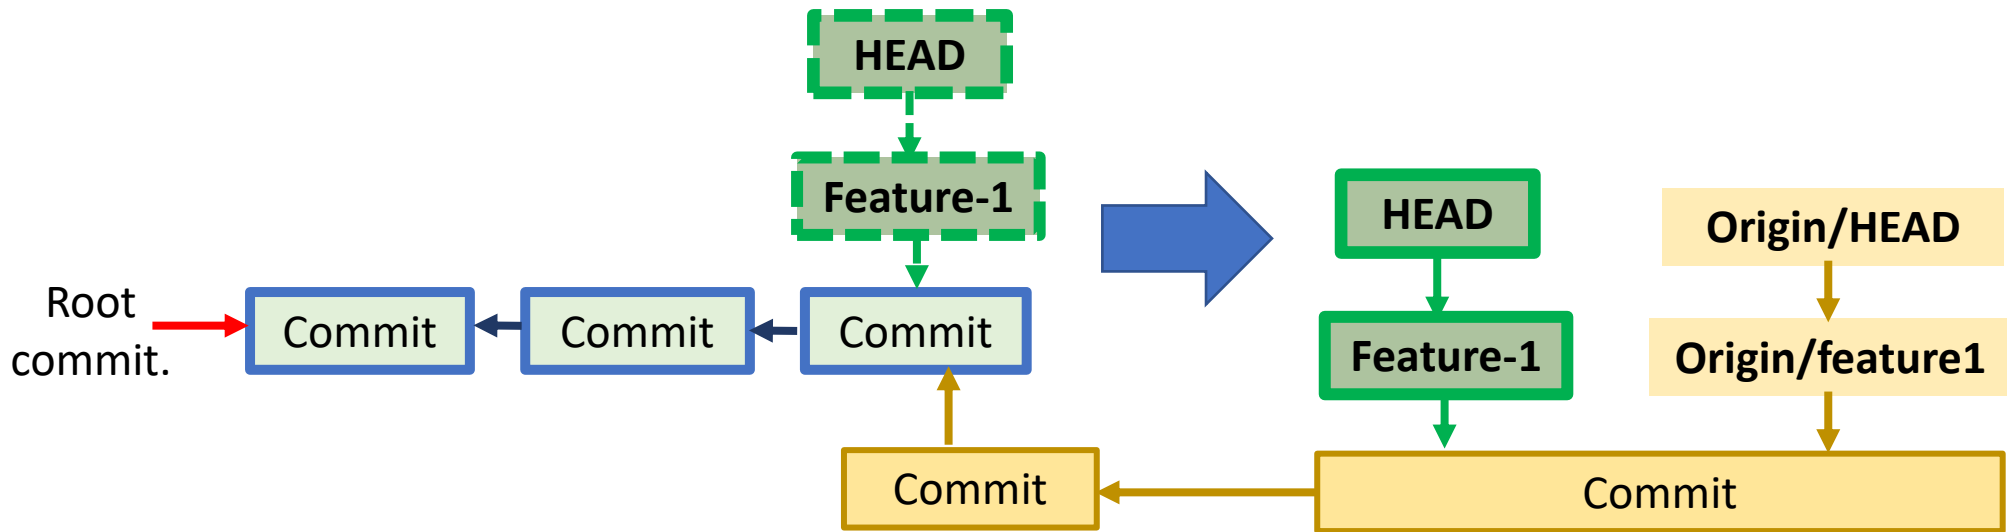 HEAD
Feature-1
HEAD
Origin/HEAD
Root
commit.
Commit
Commit
Commit
Feature-1
Origin/feature1
Commit
Commit